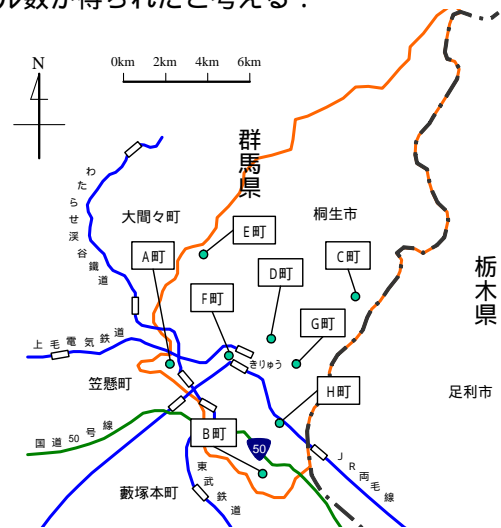 ル数が得られたと考える.
0km 2km 4km 6km
N
群馬県
わたらせ渓谷鐵道
大間々町
E町
桐生市
A町
D町
C町
栃木県
F町
G町
上毛電気鉄道
きりゅう
笠懸町
H町
足利市
国道50号線
B町
50
JR両毛線
東武鉄道
藪塚本町